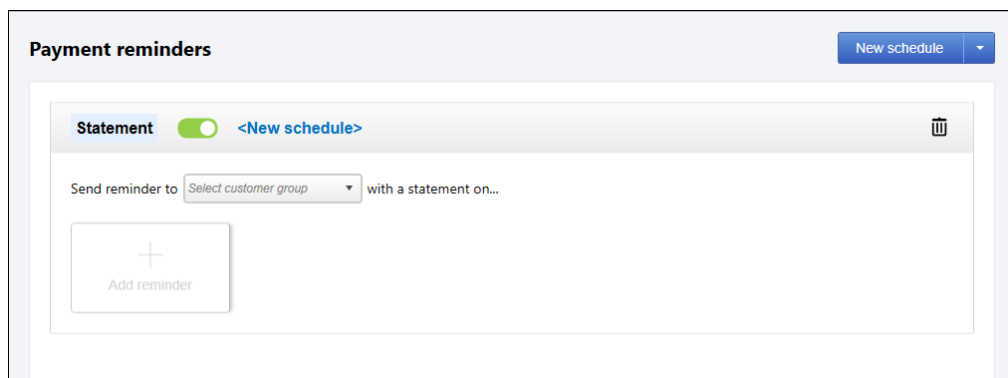 Payment reminders
New schedule
Statement <New schedule>
Send reminder to Select customer group with a statement on...
Add reminder